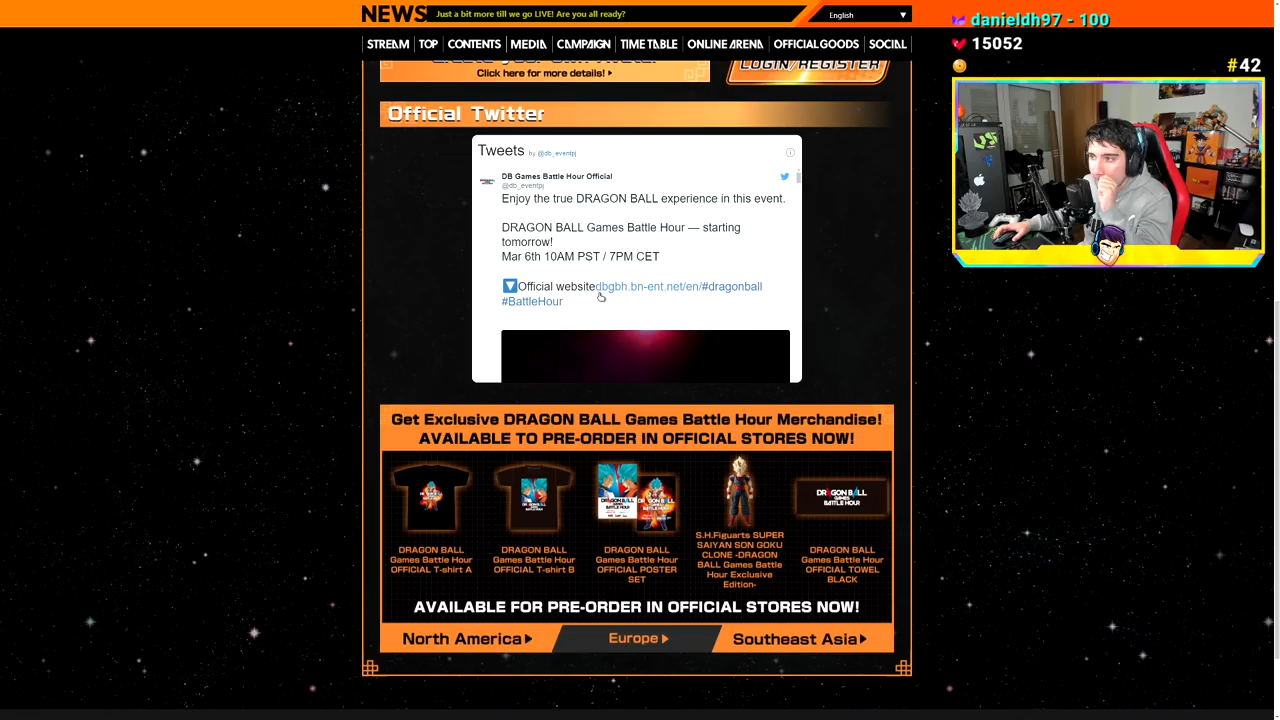 NEWS Just a bit more till we go LIVE! Are you all ready? English ▼
STREAM TOP CONTENTS MEDIA CAMPAIGN TIME TABLE ONLINE ARENA OFFICIAL GOODS SOCIAL
Click here for more details!
LOGIN/REGISTER
Official Twitter
Tweets by @db_eventpj
DB Games Battle Hour Official
@db_eventpj
Enjoy the true DRAGON BALL experience in this event.
DRAGON BALL Games Battle Hour — starting
tomorrow!
Mar 6th 10AM PST / 7PM CET
Official websitedbgbh.bn-ent.net/en/#dragonball
#BattleHour
Get Exclusive DRAGON BALL Games Battle Hour Merchandise!
AVAILABLE TO PRE-ORDER IN OFFICIAL STORES NOW!
DRAGON BALL
GAMES
BATTLE HOUR
DRAGON BALL
Games Battle Hour
OFFICIAL T-shirt A
DRAGON BALL
Games Battle Hour
OFFICIAL T-shirt B
DRAGON BALL
Games Battle Hour
OFFICIAL POSTER
SET
S.H.Figuarts SUPER
SAIYAN SON GOKU
CLONE -DRAGON
BALL Games Battle
Hour Exclusive
Edition-
DRAGON BALL
Games Battle Hour
OFFICIAL TOWEL
BLACK
AVAILABLE FOR PRE-ORDER IN OFFICIAL STORES NOW!
North America Europe Southeast Asia
danieldh97 - 100
15052
#42